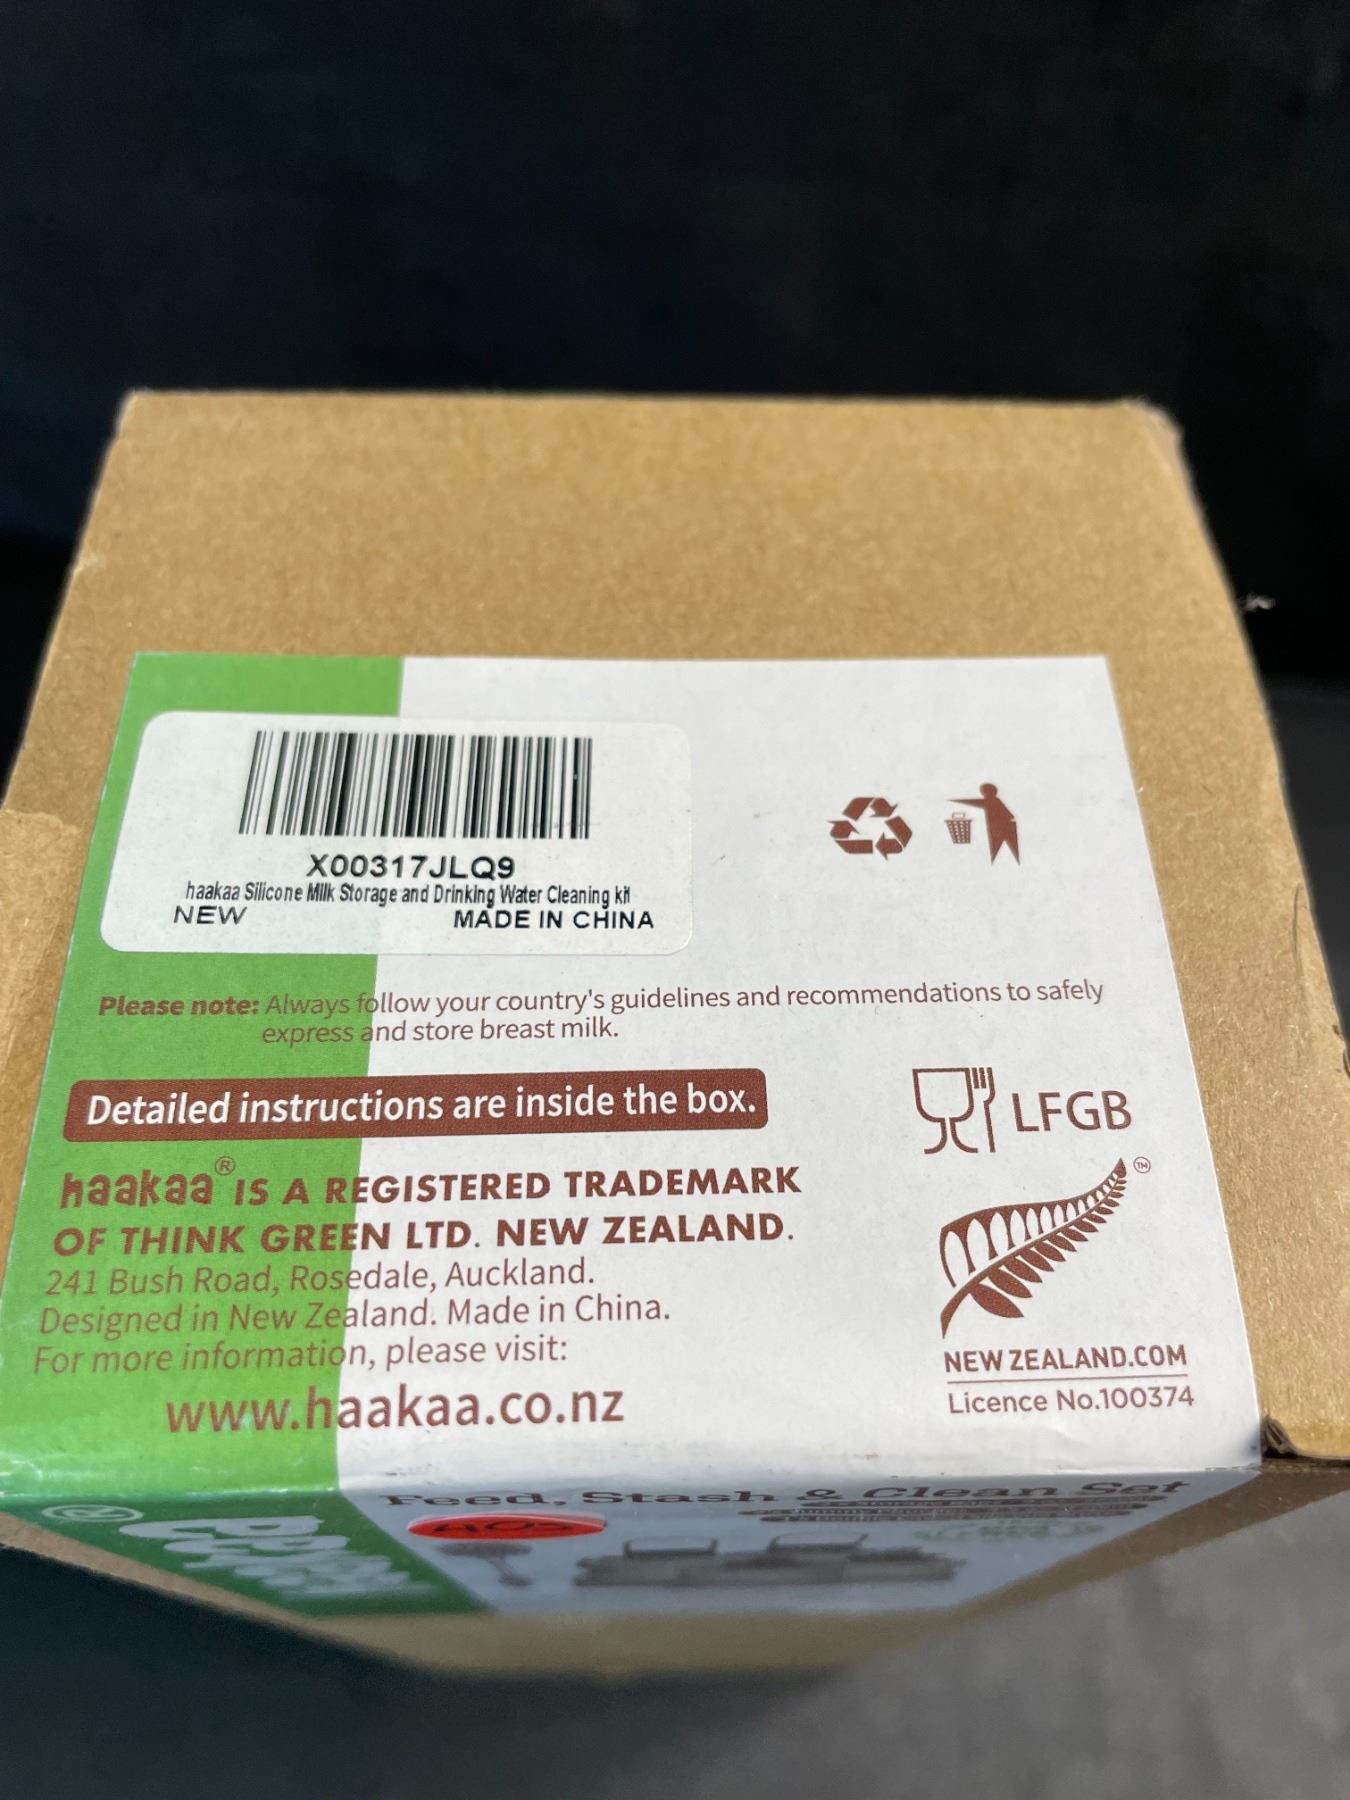 X00317JLQ9
haakaa Silicone Milk Storage and Drinking Water Cleaning kit
NEW MADE IN CHINA
Please note: Always follow your country's guidelines and recommendations to safely
express and store breast milk.
Detailed instructions are inside the box.
LFGB
haakaa® IS A REGISTERED TRADEMARK
OF THINK GREEN LTD. NEW ZEALAND.
241 Bush Road, Rosedale, Auckland.
Designed in New Zealand. Made in China.
For more information, please visit:
www.haakaa.co.nz
TM
NEW ZEALAND.COM
Licence No.100374
Feed, Stash & Clean Set